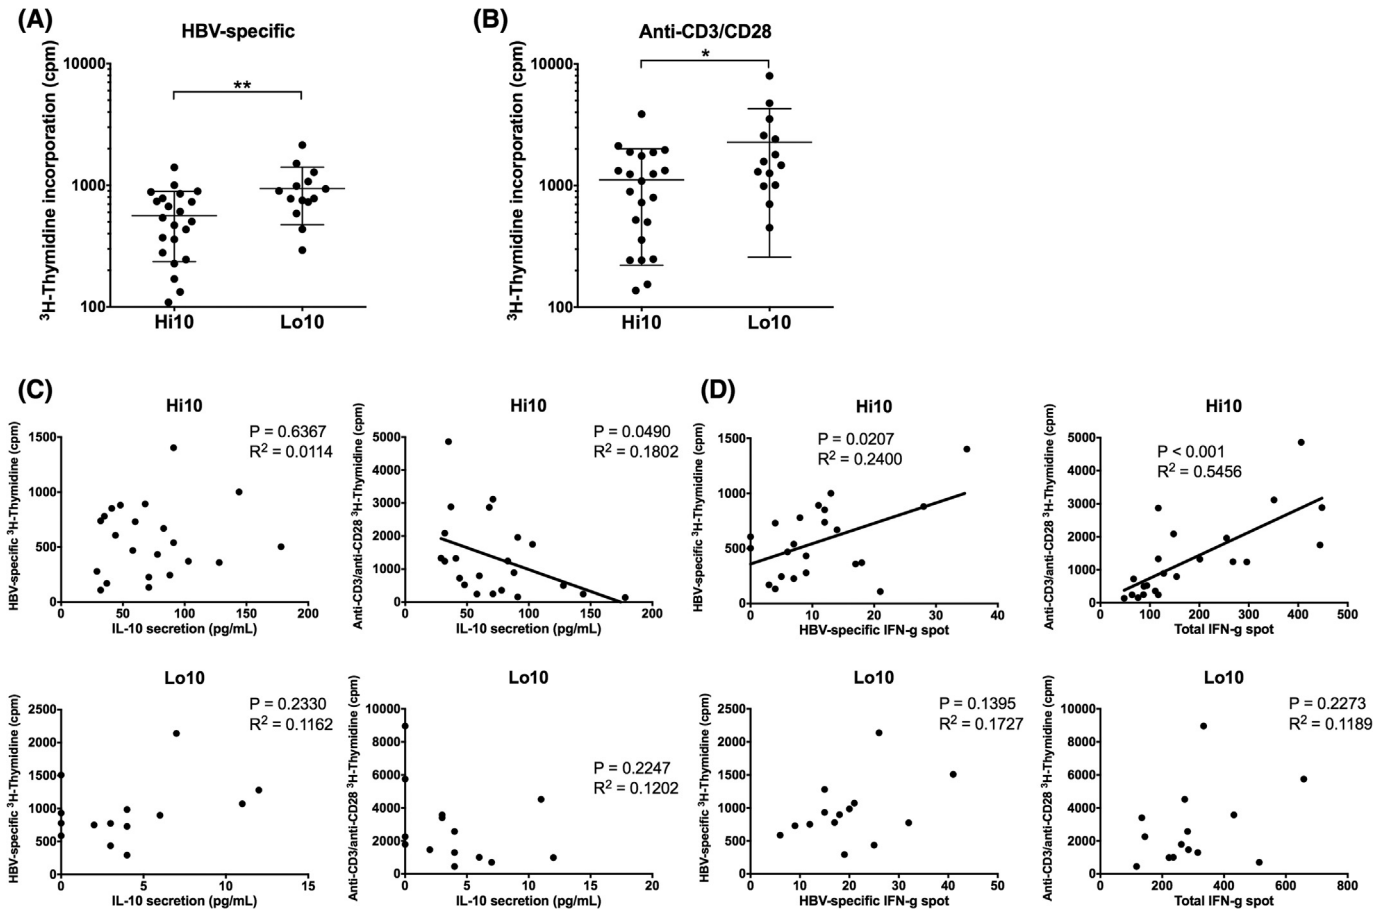 (A)
HBV-specific
³H-Thymidine incorporation (cpm)
10000
1000
100
**
Hi10
Lo10
(B)
Anti-CD3/CD28
³H-Thymidine incorporation (cpm)
10000
1000
100
*
Hi10
Lo10
(C)
Hi10
P = 0.6367
R² = 0.0114
HBV-specific ³H-Thymidine (cpm)
1500
1000
500
0
0 50 100 150 200
IL-10 secretion (pg/mL)
Hi10
P = 0.0490
R² = 0.1802
Anti-CD3/anti-CD28 ³H-Thymidine (cpm)
5000
4000
3000
2000
1000
0
0 50 100 150 200
IL-10 secretion (pg/mL)
(D)
Hi10
P = 0.0207
R² = 0.2400
HBV-specific ³H-Thymidine (cpm)
1500
1000
500
0
0 10 20 30 40
HBV-specific IFN-g spot
Hi10
P < 0.001
R² = 0.5456
Anti-CD3/anti-CD28 ³H-Thymidine (cpm)
5000
4000
3000
2000
1000
0
0 100 200 300 400 500
Total IFN-g spot
Lo10
P = 0.2330
R² = 0.1162
HBV-specific ³H-Thymidine (cpm)
2500
2000
1500
1000
500
0
0 5 10 15
IL-10 secretion (pg/mL)
Lo10
P = 0.2247
R² = 0.1202
Anti-CD3/anti-CD28 ³H-Thymidine (cpm)
10000
8000
6000
4000
2000
0
0 5 10 15 20
IL-10 secretion (pg/mL)
Lo10
P = 0.1395
R² = 0.1727
HBV-specific ³H-Thymidine (cpm)
2500
2000
1500
1000
500
0
0 10 20 30 40 50
HBV-specific IFN-g spot
Lo10
P = 0.2273
R² = 0.1189
Anti-CD3/anti-CD28 ³H-Thymidine (cpm)
10000
8000
6000
4000
2000
0
0 200 400 600 800
Total IFN-g spot